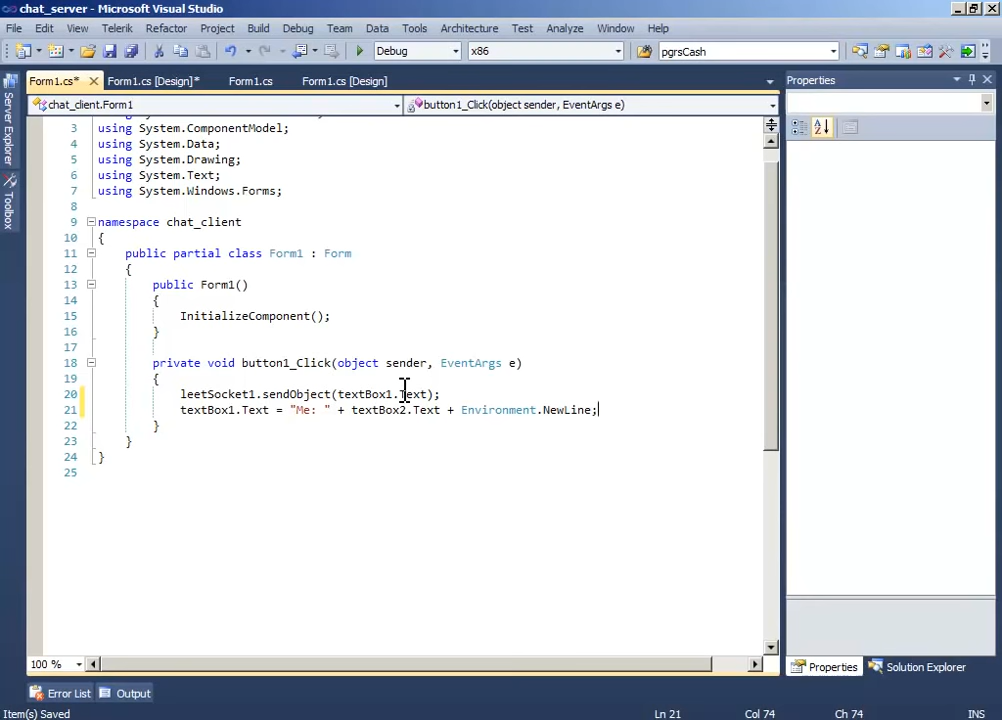 chat_server - Microsoft Visual Studio
File Edit View Telerik Refactor Project Build Debug Team Data Tools Architecture Test Analyze Window Help
Debug x86 pgrsCash
Form1.cs* Form1.cs [Design]* Form1.cs Form1.cs [Design] Properties
chat_client.Form1 button1_Click(object sender, EventArgs e)
Server Explorer
Toolbox
3 using System.ComponentModel;
4 using System.Data;
5 using System.Drawing;
6 using System.Text;
7 using System.Windows.Forms;
8
9 namespace chat_client
10 {
11 public partial class Form1 : Form
12 {
13 public Form1()
14 {
15 InitializeComponent();
16 }
17
18 private void button1_Click(object sender, EventArgs e)
19 {
20 leetSocket1.sendObject(textBox1.Text);
21 textBox1.Text = "Me: " + textBox2.Text + Environment.NewLine;
22 }
23 }
24 }
25
100 %
Properties Solution Explorer
Error List Output
Item(s) Saved Ln 21 Col 74 Ch 74 INS